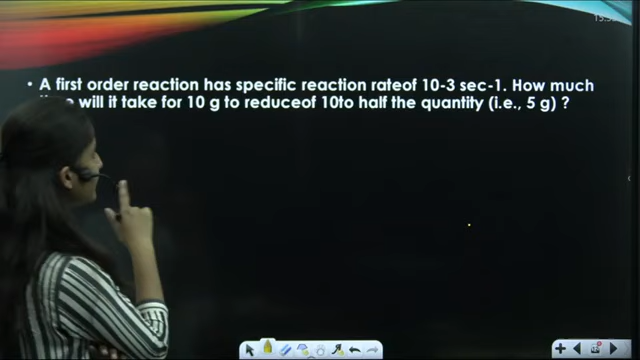 • A first order reaction has specific reaction rateof 10-3 sec-1. How much
will it take for 10 g to reduceof 10to half the quantity (i.e., 5 g) ?